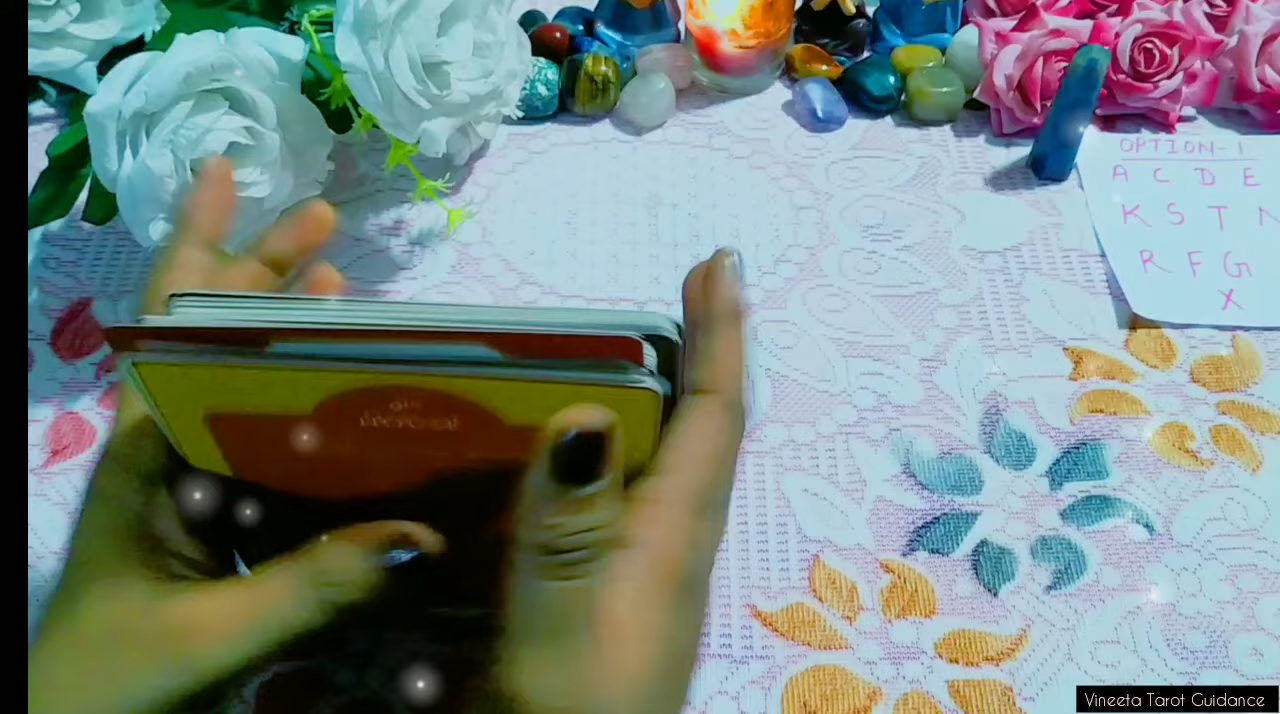 OPTION-1
A C D E
K S T
R F G
X
Vineeta Tarot Guidance